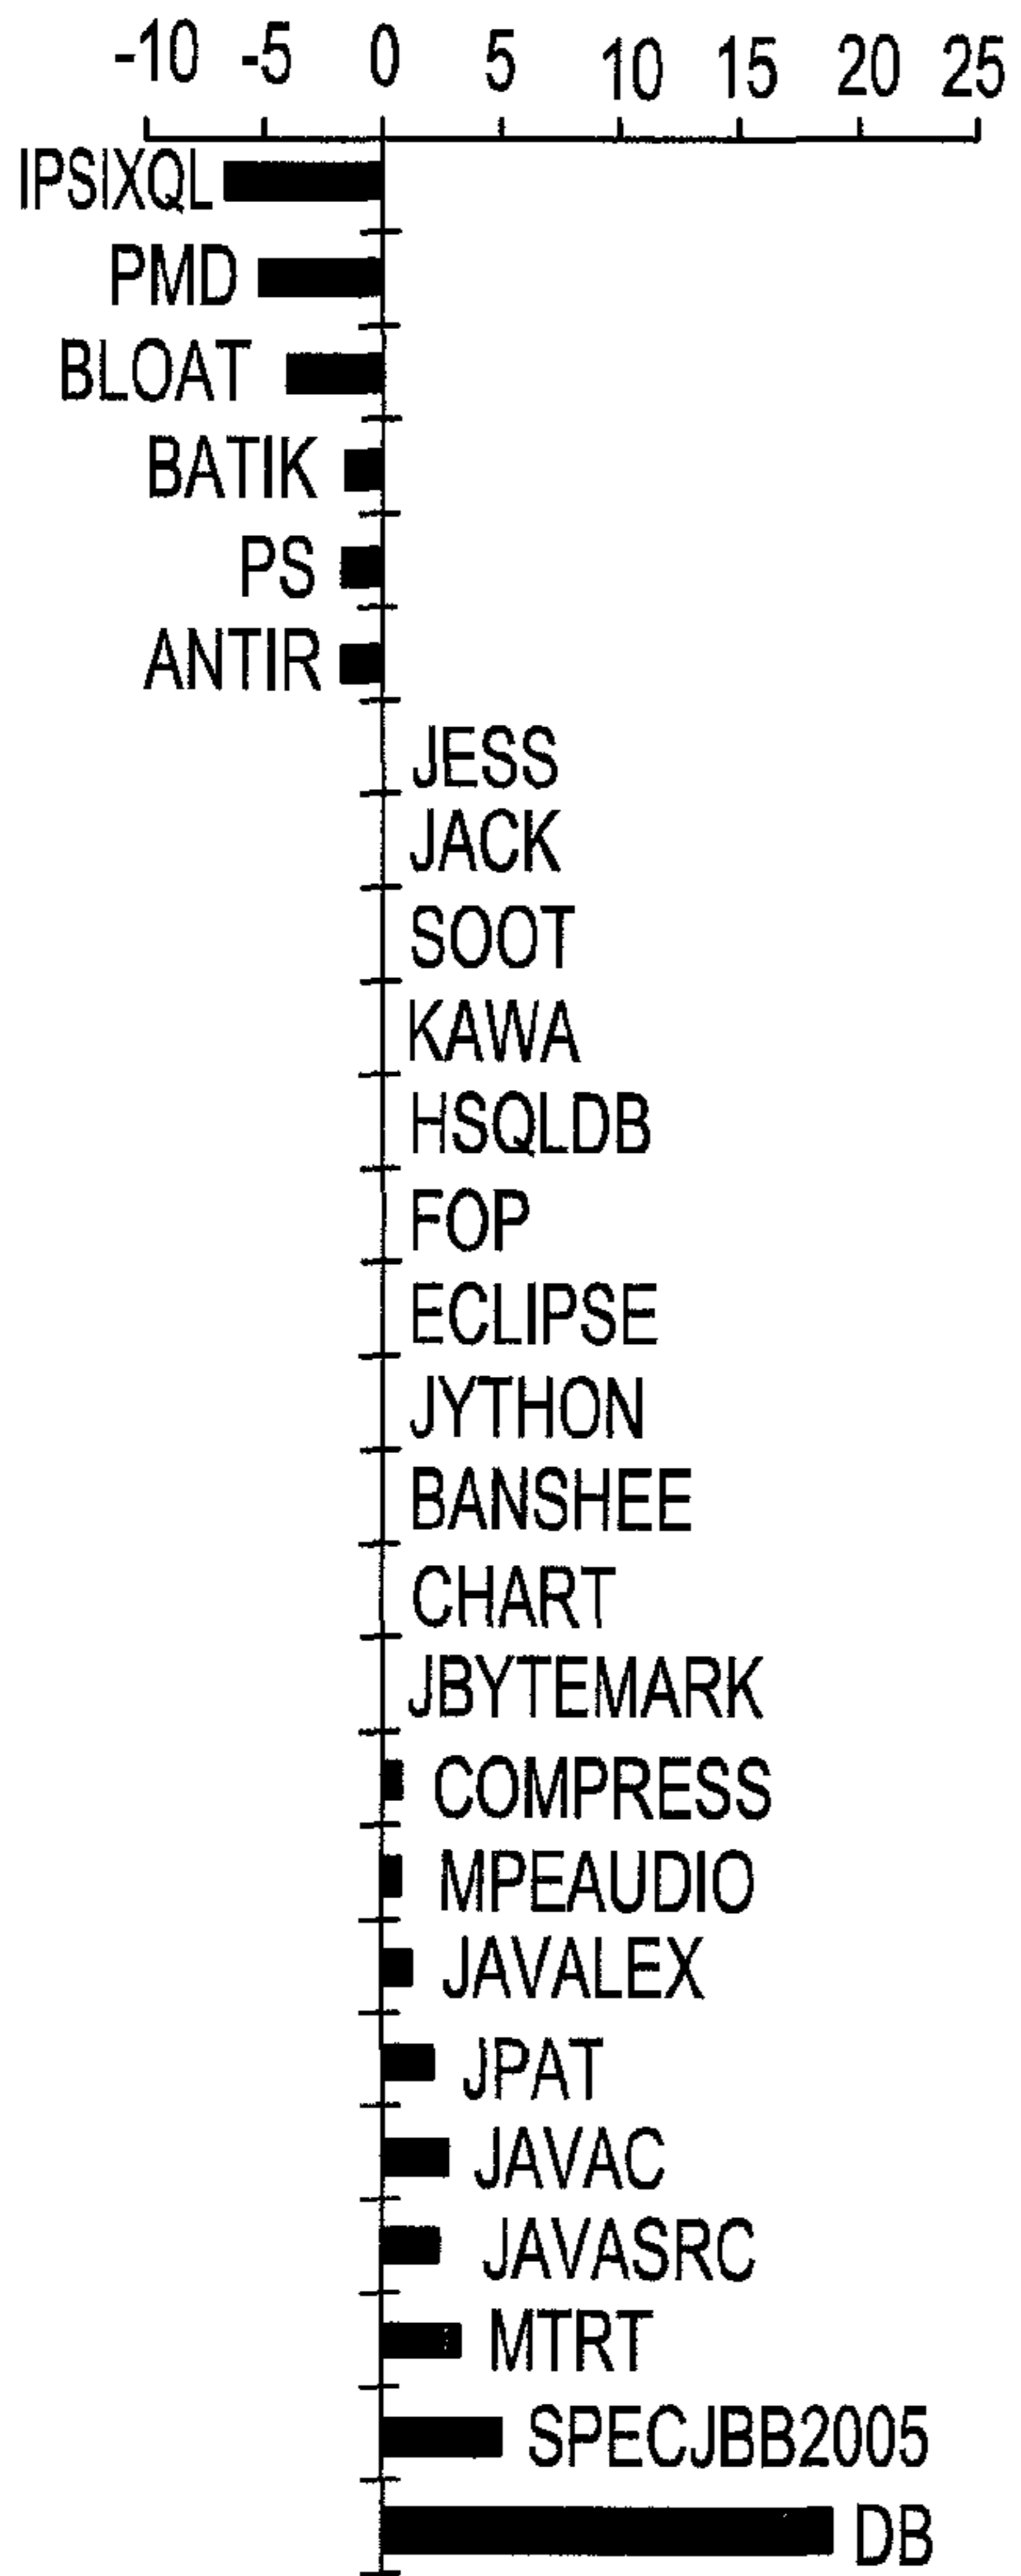 -10 -5 0 5 10 15 20 25
IPSIXQL
PMD
BLOAT
BATIK
PS
ANTIR
JESS
JACK
SOOT
KAWA
HSQLDB
FOP
ECLIPSE
JYTHON
BANSHEE
CHART
JBYTEMARK
COMPRESS
MPEAUDIO
JAVALEX
JPAT
JAVAC
JAVASRC
MTRT
SPECJBB2005
DB